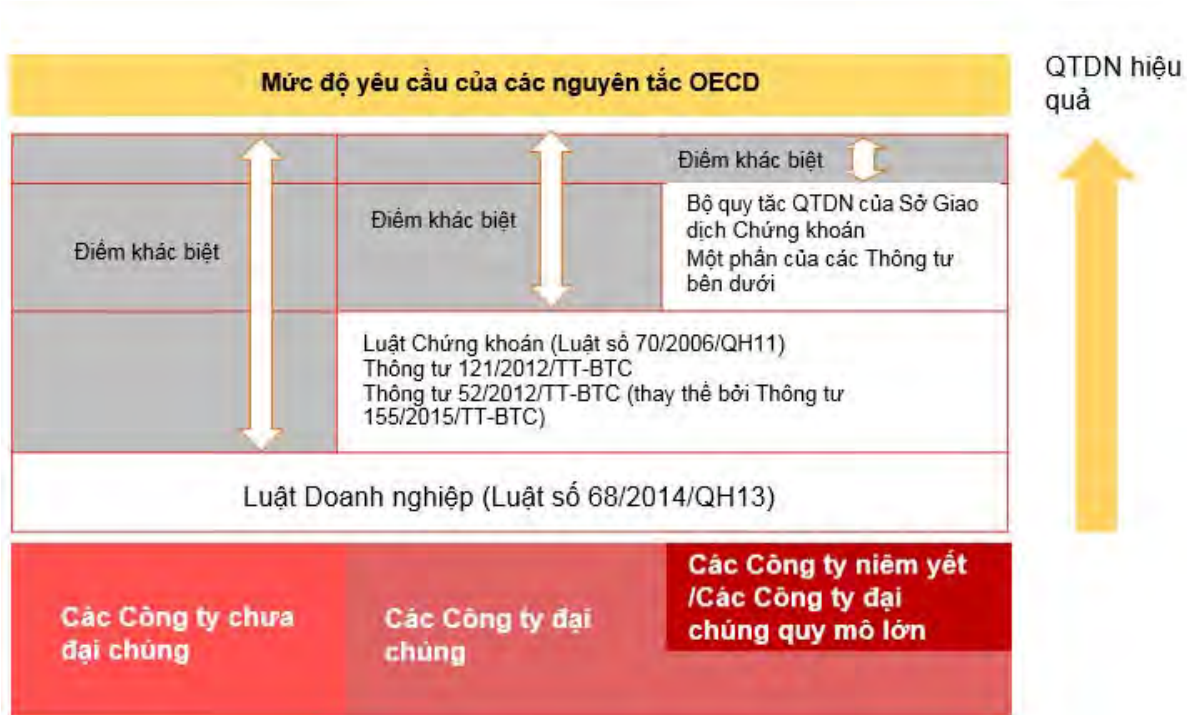 Mức độ yêu cầu của các nguyên tắc OECD
QTDN hiệu
quả
Điểm khác biệt
Điểm khác biệt
Điểm khác biệt
Bộ quy tắc QTDN của Sở Giao
dịch Chứng khoán
Một phần của các Thông tư
bên dưới
Luật Chứng khoán (Luật số 70/2006/QH11)
Thông tư 121/2012/TT-BTC
Thông tư 52/2012/TT-BTC (thay thế bởi Thông tư
155/2015/TT-BTC)
Luật Doanh nghiệp (Luật số 68/2014/QH13)
Các Công ty chưa
đại chúng
Các Công ty đại
chúng
Các Công ty niêm yết
/Các Công ty đại
chúng quy mô lớn